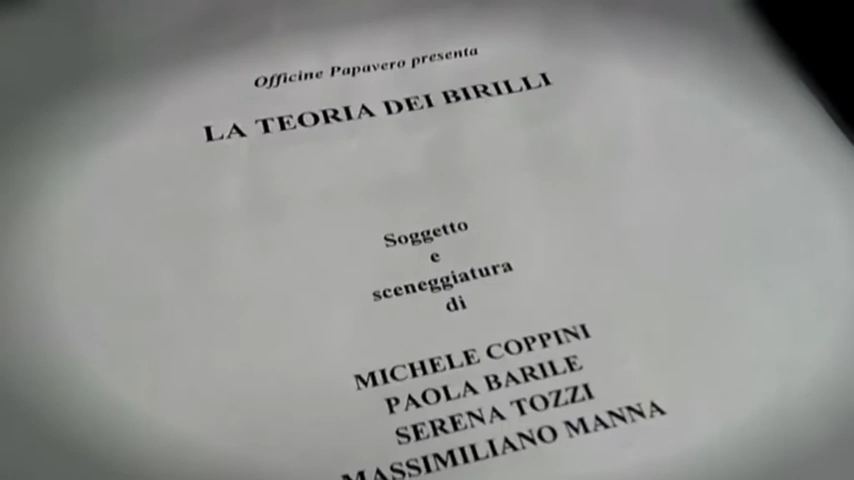 Officine Papavero presenta
LA TEORIA DEI BIRILLI
Soggetto
e
sceneggiatura
di
MICHELE COPPINI
PAOLA BARILE
SERENA TOZZI
MASSIMILIANO MANNA